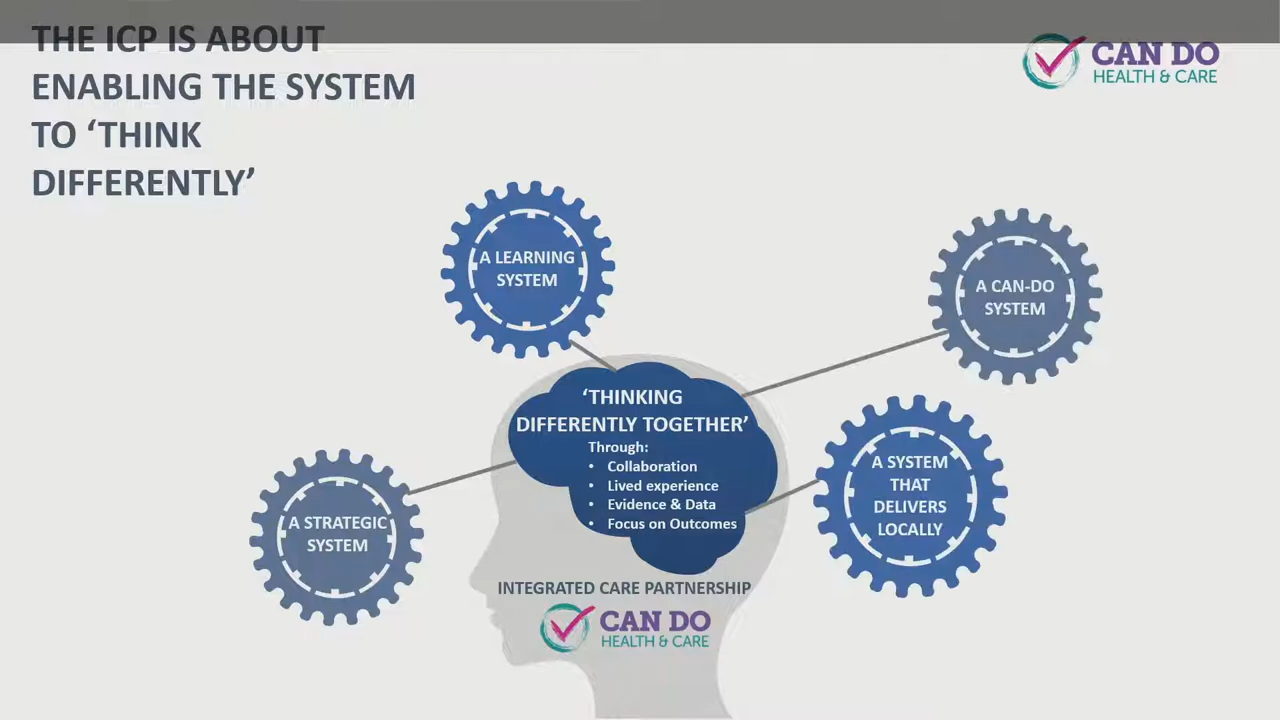 THE ICP IS ABOUT
ENABLING THE SYSTEM
TO ‘THINK
DIFFERENTLY’
CAN DO
HEALTH & CARE
A LEARNING
SYSTEM
A CAN-DO
SYSTEM
‘THINKING
DIFFERENTLY TOGETHER’
Through:
• Collaboration
• Lived experience
• Evidence & Data
• Focus on Outcomes
A SYSTEM
THAT
DELIVERS
LOCALLY
A STRATEGIC
SYSTEM
INTEGRATED CARE PARTNERSHIP
CAN DO
HEALTH & CARE